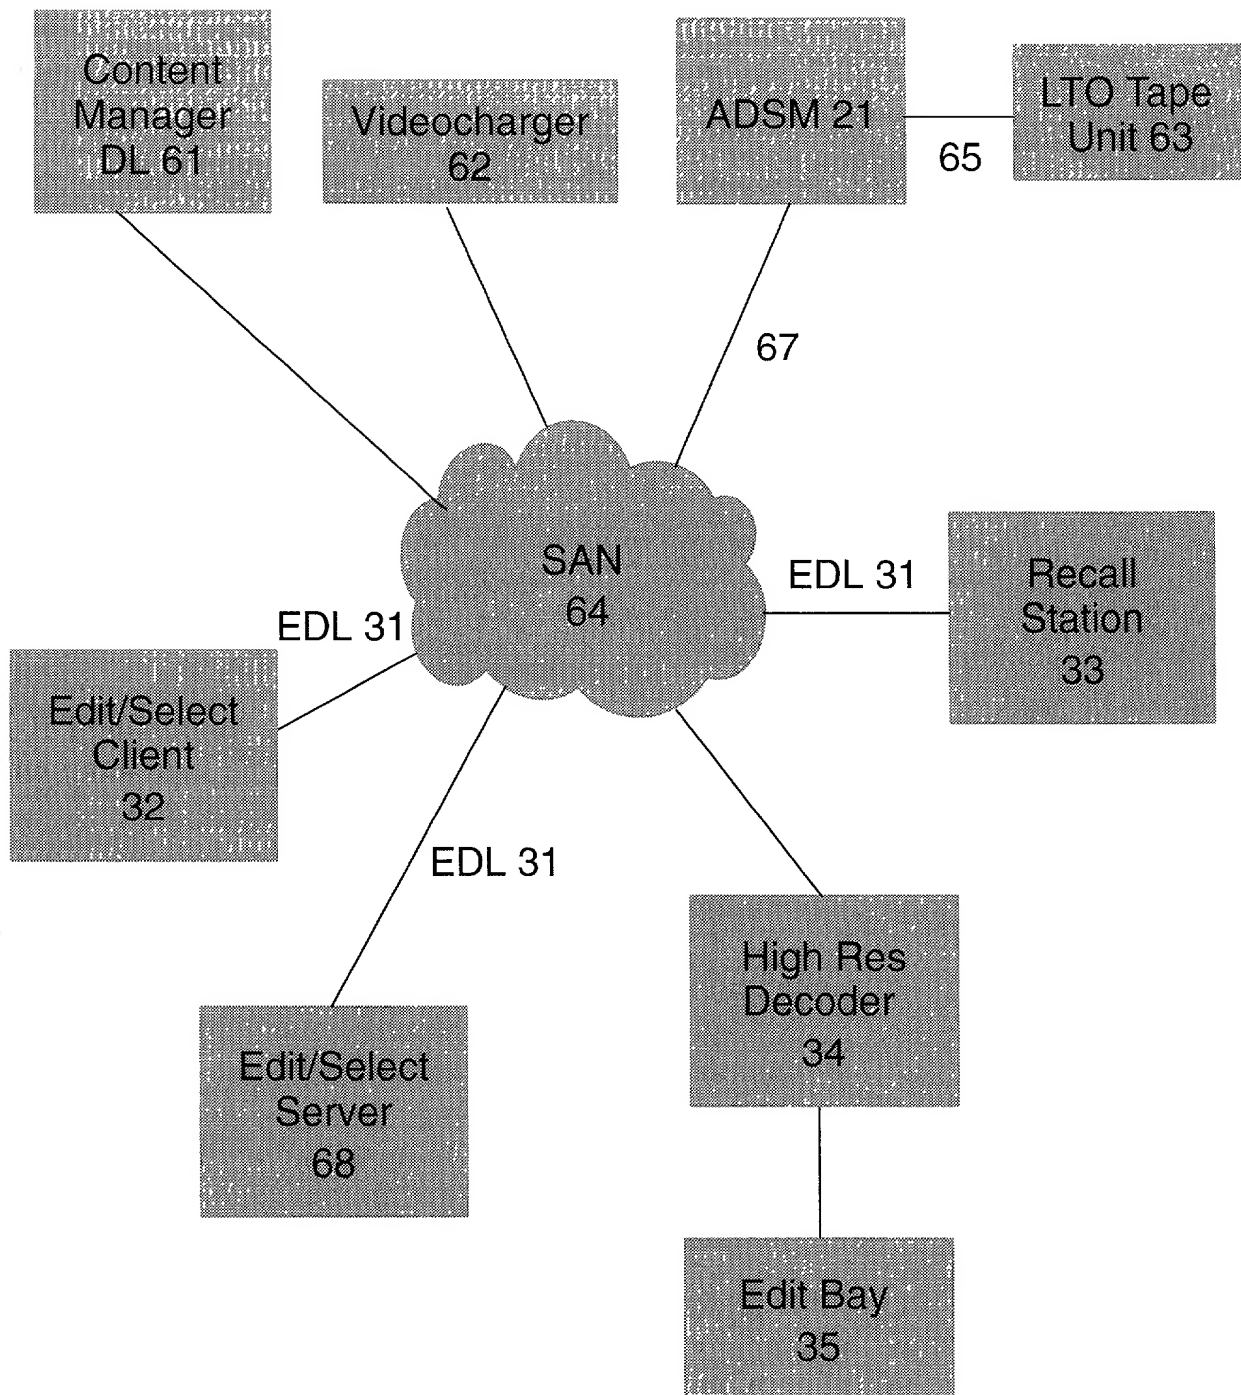 Content
Manager
DL 61
Videocharger
62
ADSM 21
65
LTO Tape
Unit 63
67
SAN
64
EDL 31
Recall
Station
33
EDL 31
Edit/Select
Client
32
EDL 31
Edit/Select
Server
68
High Res
Decoder
34
Edit Bay
35